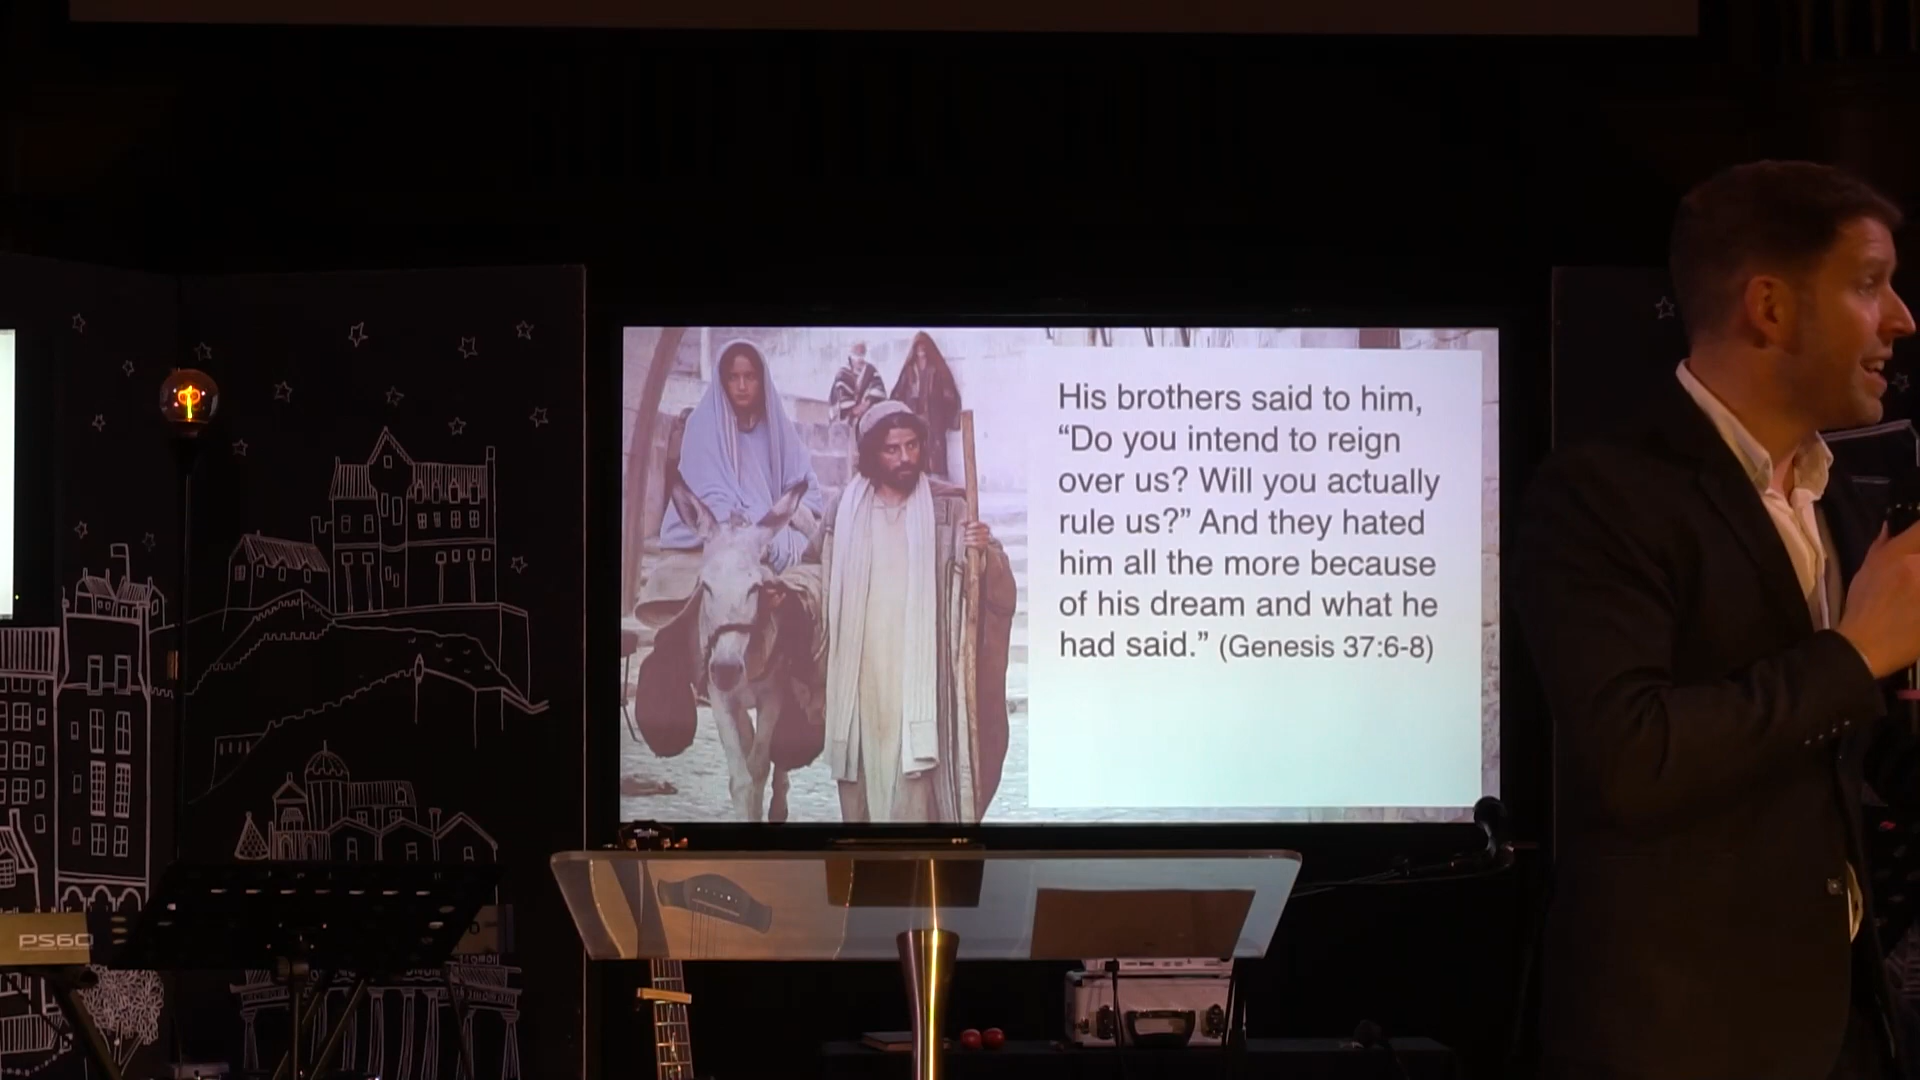 His brothers said to him,
“Do you intend to reign
over us? Will you actually
rule us?” And they hated
him all the more because
of his dream and what he
had said.” (Genesis 37:6-8)
PS60